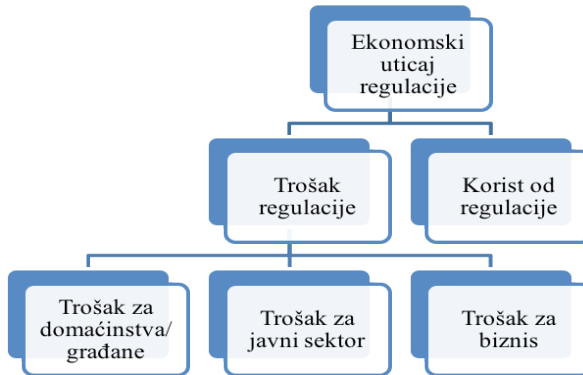 Ekonomski
uticaj
regulacije
Trošak
regulacije
Korist od
regulacije
Trošak za
domaćinstva/
građane
Trošak za
javni sektor
Trošak za
biznis